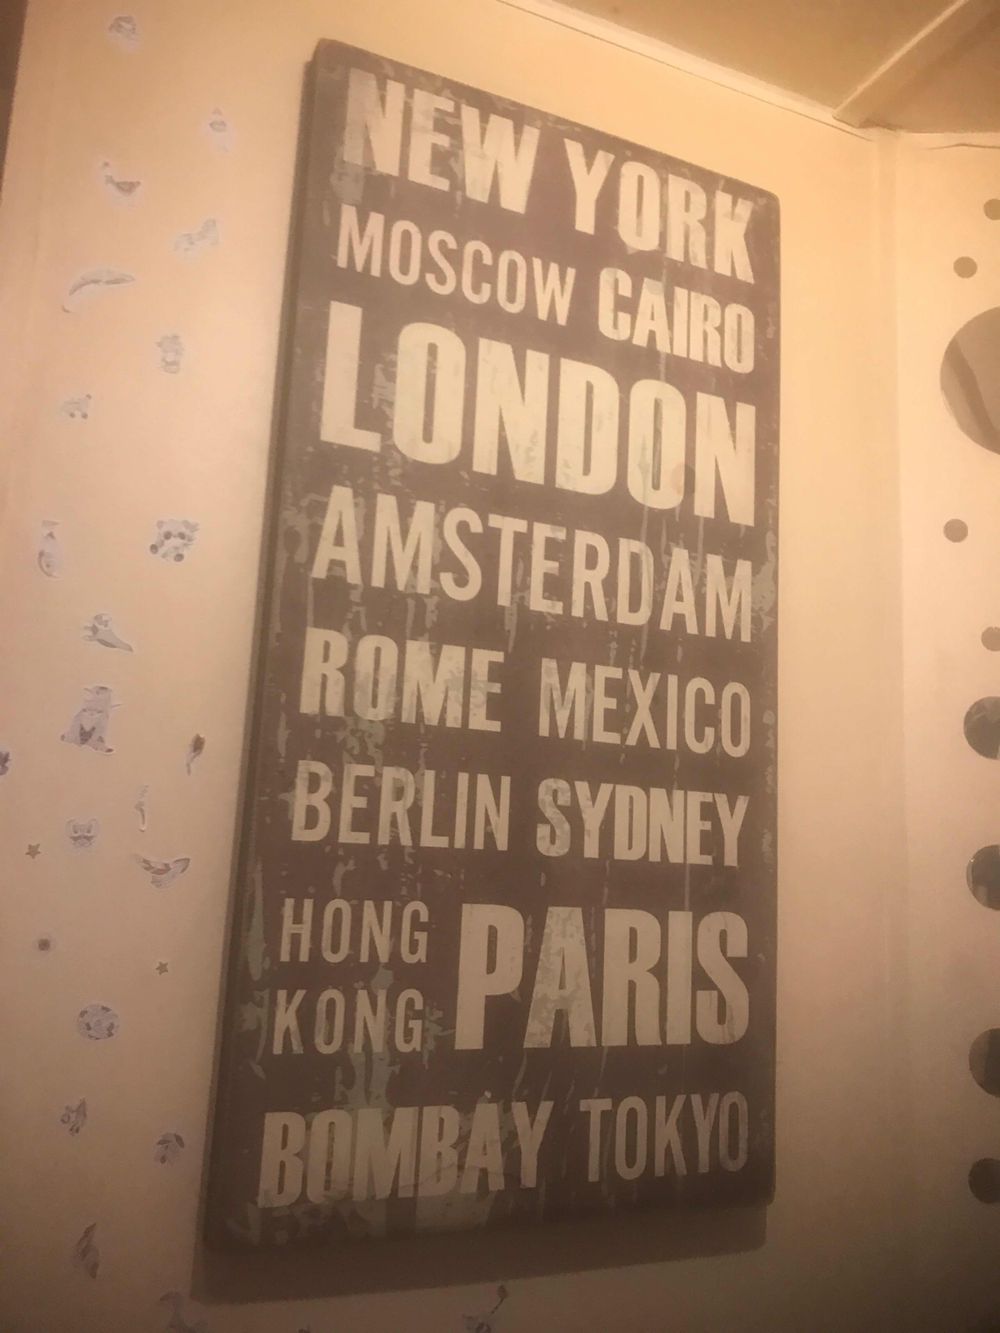 NEW YORK
MOSCOW CAIRO
LONDON
AMSTERDAM
ROME MEXICO
BERLIN SYDNEY
HONG
KONG PARIS
BOMBAY TOKYO